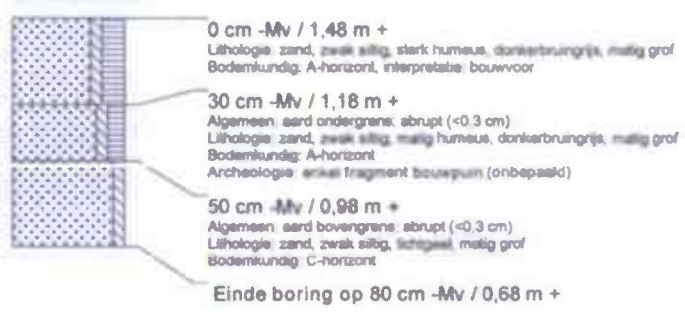 0 cm -Mv / 1,48 m +
Lithologie: zand, zwak siltig, sterk humeus, donkerbruingrijs, matig grof
Bodemkundig: A-horizont, interpretatie: bouwvoor
30 cm -Mv / 1,18 m +
Algemeen: aard ondergrens: abrupt (<0,3 cm)
Lithologie: zand, zwak siltig, matig humeus, donkerbruingrijs, matig grof
Bodemkundig: A-horizont
Archeologie: enkel fragment bouwpuin (onbepaald)
50 cm -Mv / 0,98 m +
Algemeen: aard bovengrens: abrupt (<0,3 cm)
Lithologie: zand, zwak siltig, lichtgeel, matig grof
Bodemkundig: C-horizont
Einde boring op 80 cm -Mv / 0,68 m +